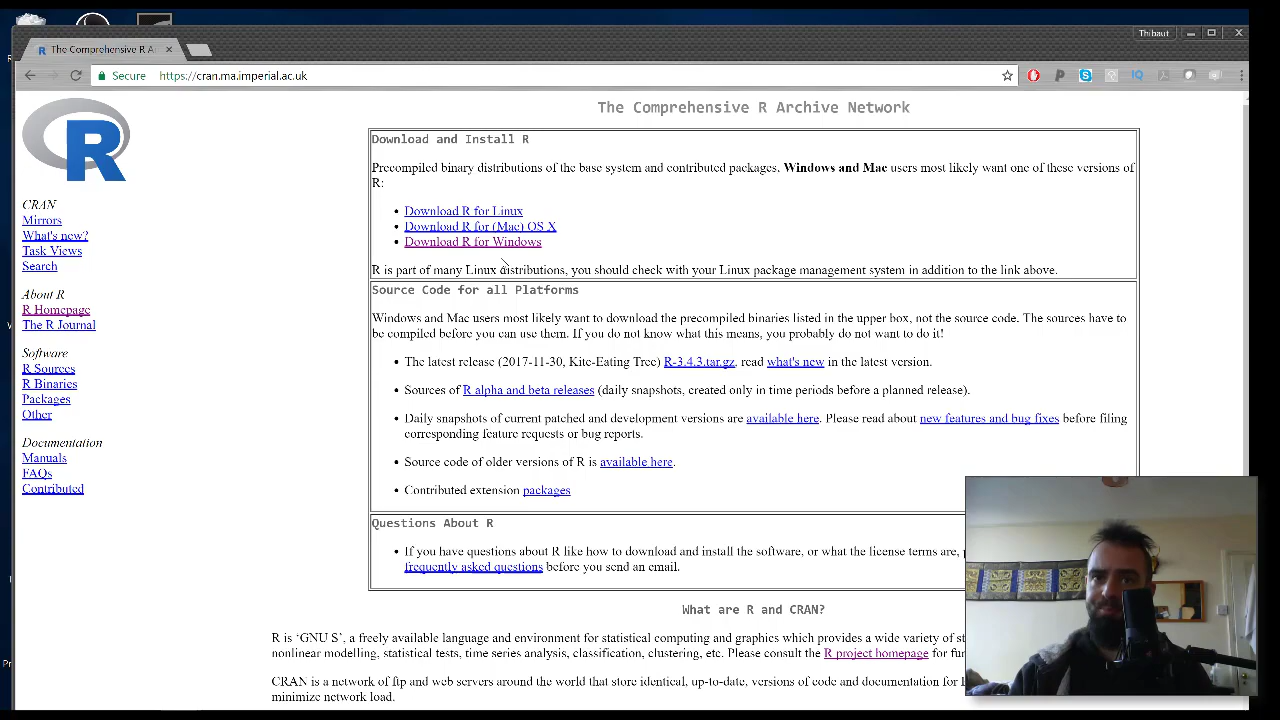 Thibaut
The Comprehensive R A
Secure https://cran.ma.imperial.ac.uk
R
CRAN
Mirrors
What's new?
Task Views
Search
About R
R Homepage
The R Journal
Software
R Sources
R Binaries
Packages
Other
Documentation
Manuals
FAQs
Contributed
The Comprehensive R Archive Network
Download and Install R
Precompiled binary distributions of the base system and contributed packages, Windows and Mac users most likely want one of these versions of
R:
• Download R for Linux
• Download R for (Mac) OS X
• Download R for Windows
R is part of many Linux distributions, you should check with your Linux package management system in addition to the link above.
Source Code for all Platforms
Windows and Mac users most likely want to download the precompiled binaries listed in the upper box, not the source code. The sources have to
be compiled before you can use them. If you do not know what this means, you probably do not want to do it!
• The latest release (2017-11-30, Kite-Eating Tree) R-3.4.3.tar.gz, read what's new in the latest version.
• Sources of R alpha and beta releases (daily snapshots, created only in time periods before a planned release).
• Daily snapshots of current patched and development versions are available here. Please read about new features and bug fixes before filing
corresponding feature requests or bug reports.
• Source code of older versions of R is available here.
• Contributed extension packages
Questions About R
• If you have questions about R like how to download and install the software, or what the license terms are,
frequently asked questions before you send an email.
What are R and CRAN?
R is ‘GNU S’, a freely available language and environment for statistical computing and graphics which provides a wide variety of
nonlinear modelling, statistical tests, time series analysis, classification, clustering, etc. Please consult the R project homepage for
CRAN is a network of ftp and web servers around the world that store identical, up-to-date, versions of code and documentation for
minimize network load.